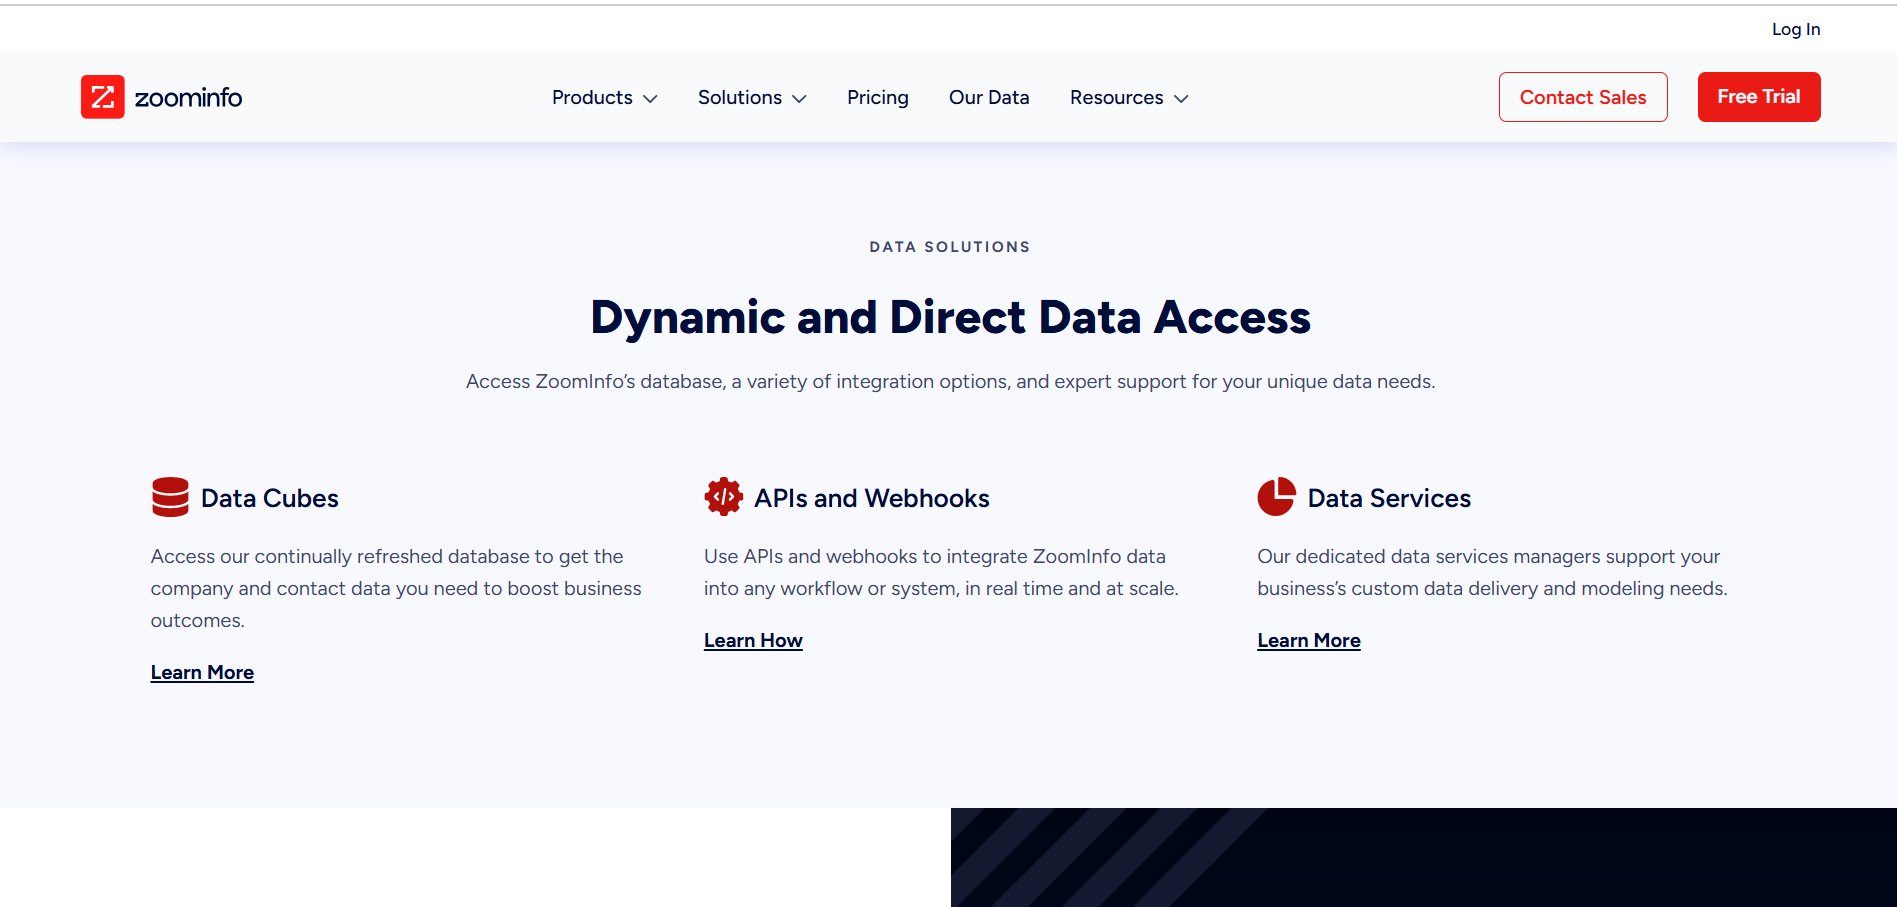 Log In
zoominfo
Products
Solutions
Pricing
Our Data
Resources
Contact Sales
Free Trial
DATA SOLUTIONS
Dynamic and Direct Data Access
Access ZoomInfo’s database, a variety of integration options, and expert support for your unique data needs.
Data Cubes
Access our continually refreshed database to get the
company and contact data you need to boost business
outcomes.
Learn More
APIs and Webhooks
Use APIs and webhooks to integrate ZoomInfo data
into any workflow or system, in real time and at scale.
Learn How
Data Services
Our dedicated data services managers support your
business’s custom data delivery and modeling needs.
Learn More